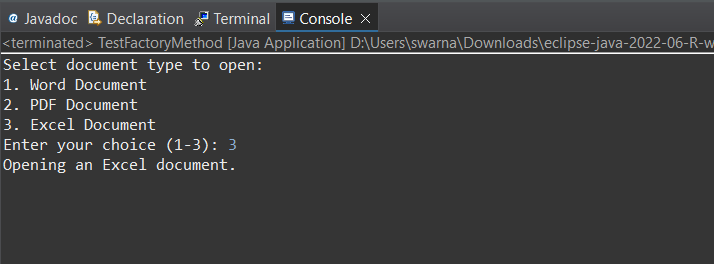 Javadoc Declaration Terminal Console
<terminated> TestFactoryMethod [Java Application] D:\Users\swarna\Downloads\eclipse-java-2022-06-R-w
Select document type to open:
1. Word Document
2. PDF Document
3. Excel Document
Enter your choice (1-3): 3
Opening an Excel document.